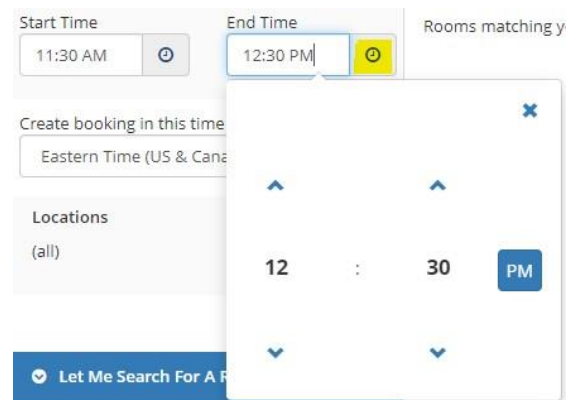 Start Time
End Time
Rooms matching
11:30 AM
12:30 PM
Create booking in this time
Eastern Time (US &
Locations
(all)
12 : 30 PM
Let Me Search For A